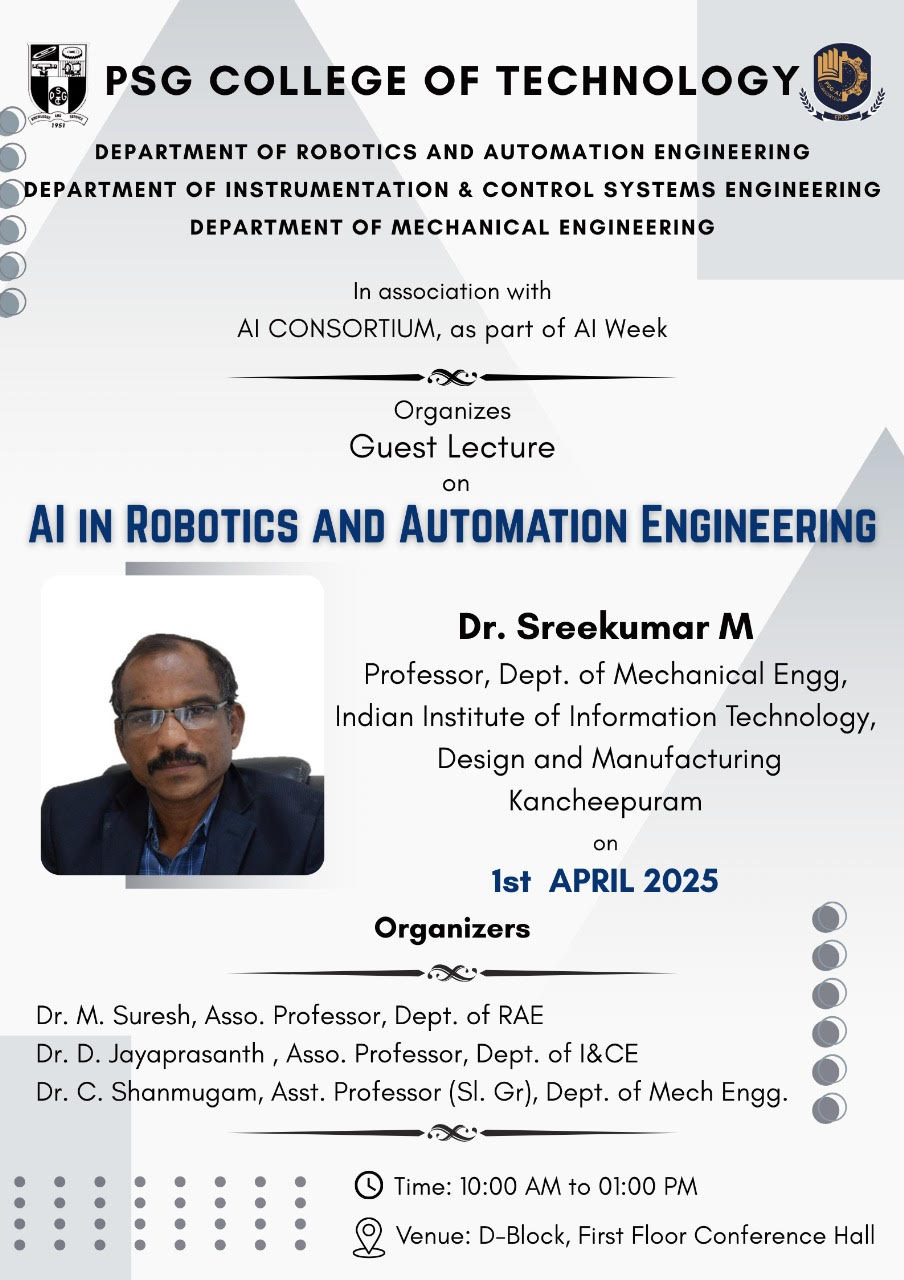 PSG COLLEGE OF TECHNOLOGY
1951
DEPARTMENT OF ROBOTICS AND AUTOMATION ENGINEERING
DEPARTMENT OF INSTRUMENTATION & CONTROL SYSTEMS ENGINEERING
DEPARTMENT OF MECHANICAL ENGINEERING
In association with
AI CONSORTIUM, as part of AI Week
Organizes
Guest Lecture
on
AI IN ROBOTICS AND AUTOMATION ENGINEERING
Dr. Sreekumar M
Professor, Dept. of Mechanical Engg,
Indian Institute of Information Technology,
Design and Manufacturing
Kancheepuram
on
1st APRIL 2025
Organizers
Dr. M. Suresh, Asso. Professor, Dept. of RAE
Dr. D. Jayaprasanth , Asso. Professor, Dept. of I&CE
Dr. C. Shanmugam, Asst. Professor (Sl. Gr), Dept. of Mech Engg.
Time: 10:00 AM to 01:00 PM
Venue: D-Block, First Floor Conference Hall